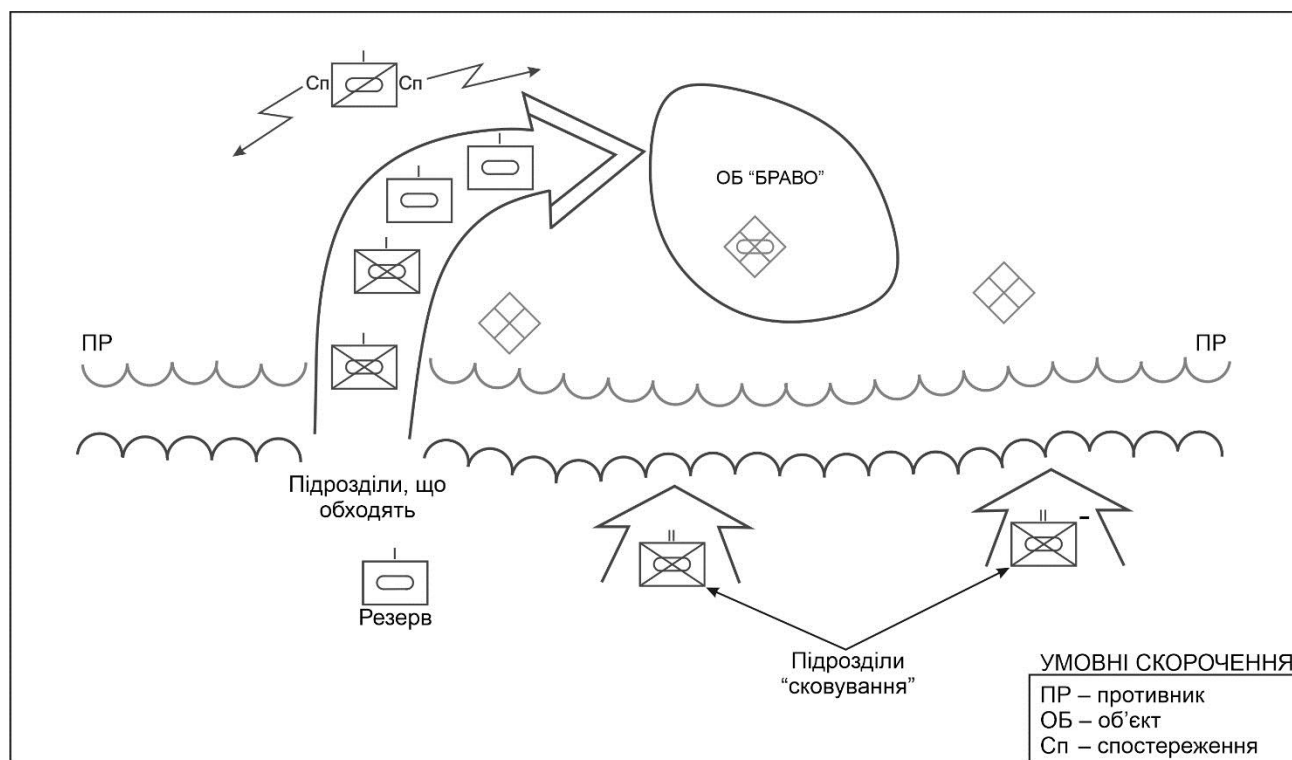 Сп Сп
ОБ “БРАВО”
ПР ПР
Підрозділи, що
обходять
Резерв
Підрозділи
“сковування”
УМОВНІ СКОРОЧЕННЯ
ПР – противник
ОБ – об’єкт
Сп – спостереження